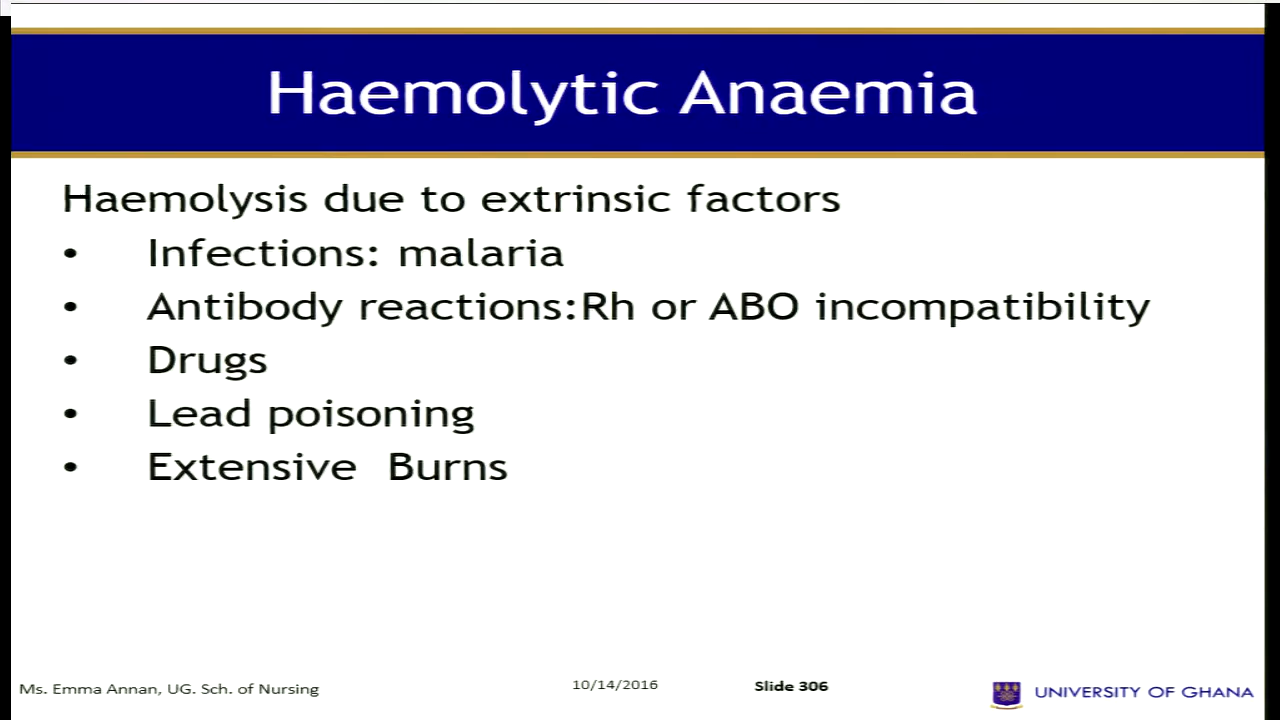 Haemolytic Anaemia
Haemolysis due to extrinsic factors
• Infections: malaria
• Antibody reactions:Rh or ABO incompatibility
• Drugs
• Lead poisoning
• Extensive Burns
Ms. Emma Annan, UG. Sch. of Nursing
10/14/2016
Slide 306
UNIVERSITY OF GHANA